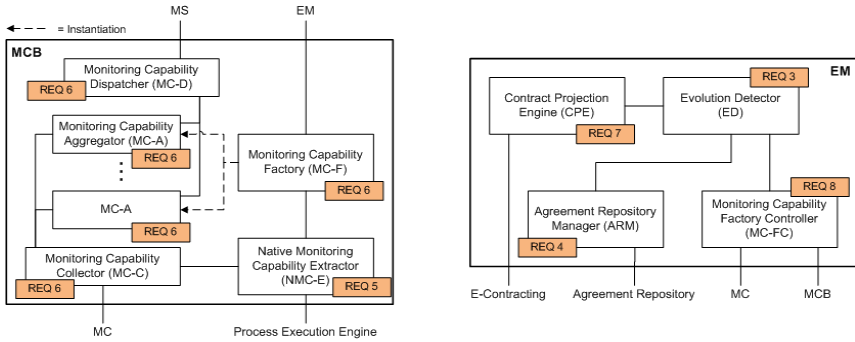 MS
EM
= Instantiation
MCB
Monitoring Capability
Dispatcher (MC-D)
REQ 6
Monitoring Capability
Aggregator (MC-A)
REQ 6
Monitoring Capability
Factory (MC-F)
REQ 6
MC-A
REQ 6
Monitoring Capability
Collector (MC-C)
REQ 6
Native Monitoring
Capability Extractor
(NMC-E)
REQ 5
MC
Process Execution Engine
EM
REQ 3
Contract Projection
Engine (CPE)
REQ 7
Evolution Detector
(ED)
REQ 8
Agreement Repository
Manager (ARM)
REQ 4
Monitoring Capability
Factory Controller
(MC-FC)
E-Contracting
Agreement Repository
MC
MCB